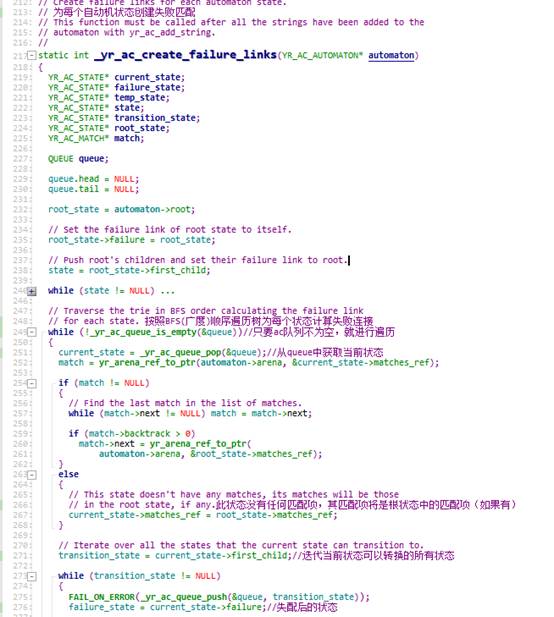 212 // Create failure links for each automaton state.
213 // 为每个自动机状态创建失败匹配
214 // This function must be called after all the strings have been added to the
215 // automaton with yr_ac_add_string.
216 //
217 static int _yr_ac_create_failure_links(YR_AC_AUTOMATON* automaton)
218 {
219 YR_AC_STATE* current_state;
220 YR_AC_STATE* failure_state;
221 YR_AC_STATE* temp_state;
222 YR_AC_STATE* state;
223 YR_AC_STATE* transition_state;
224 YR_AC_STATE* root_state;
225 YR_AC_MATCH* match;
226
227 QUEUE queue;
228
229 queue.head = NULL;
230 queue.tail = NULL;
231
232 root_state = automaton->root;
233
234 // Set the failure link of root state to itself.
235 root_state->failure = root_state;
236
237 // Push root's children and set their failure link to root.
238 state = root_state->first_child;
239
240 while (state != NULL) ...
246
247 // Traverse the trie in BFS order calculating the failure link
248 // for each state. 按照BFS(广度)顺序遍历树为每个状态计算失败连接
249 while (!_yr_ac_queue_is_empty(&queue))//只要ac队列不为空，就进行遍历
250 {
251 current_state = _yr_ac_queue_pop(&queue);//从queue中获取当前状态
252 match = yr_arena_ref_to_ptr(automaton->arena, &current_state->matches_ref);
253
254 if (match != NULL)
255 {
256 // Find the last match in the list of matches.
257 while (match->next != NULL) match = match->next;
258
259 if (match->backtrack > 0)
260 match->next = yr_arena_ref_to_ptr(
261 automaton->arena, &root_state->matches_ref);
262 }
263 else
264 {
265 // This state doesn't have any matches, its matches will be those
266 // in the root state, if any.此状态没有任何匹配项，其匹配项将是根状态中的匹配项（如果有）
267 current_state->matches_ref = root_state->matches_ref;
268 }
269
270 // Iterate over all the states that the current state can transition to.
271 transition_state = current_state->first_child;//迭代当前状态可以转换的所有状态
272
273 while (transition_state != NULL)
274 {
275 FAIL_ON_ERROR(_yr_ac_queue_push(&queue, transition_state));
276 failure_state = current_state->failure;//失配后的状态